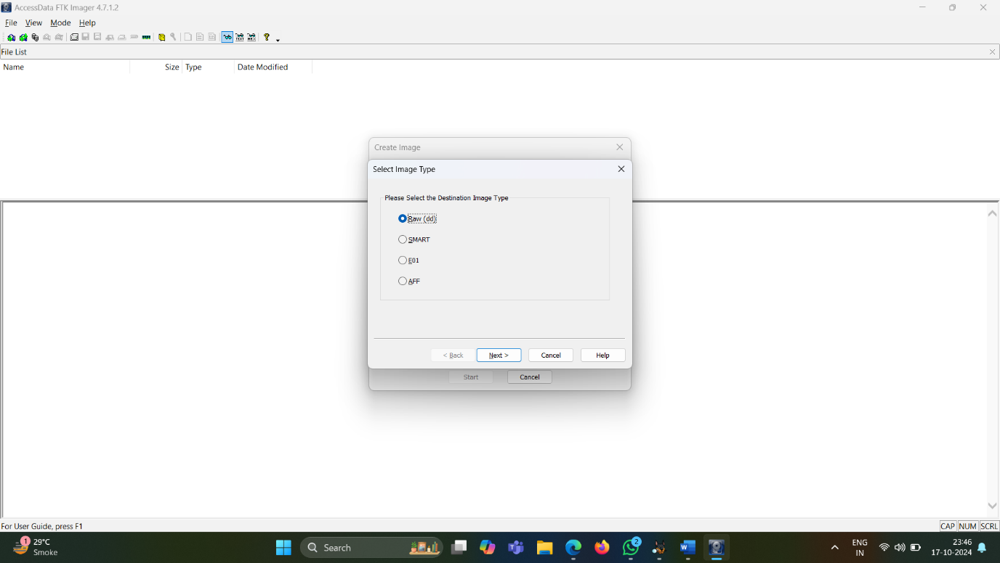 AccessData FTK Imager 4.7.1.2
File View Mode Help
File List
Name Size Type Date Modified
Create Image
Select Image Type
Please Select the Destination Image Type
Raw (dd)
SMART
E01
AFF
< Back Next > Cancel Help
Start Cancel
For User Guide, press F1 CAP NUM SCRL
1 29°C
Smoke
Search
2
ENG
IN
23:46
17-10-2024